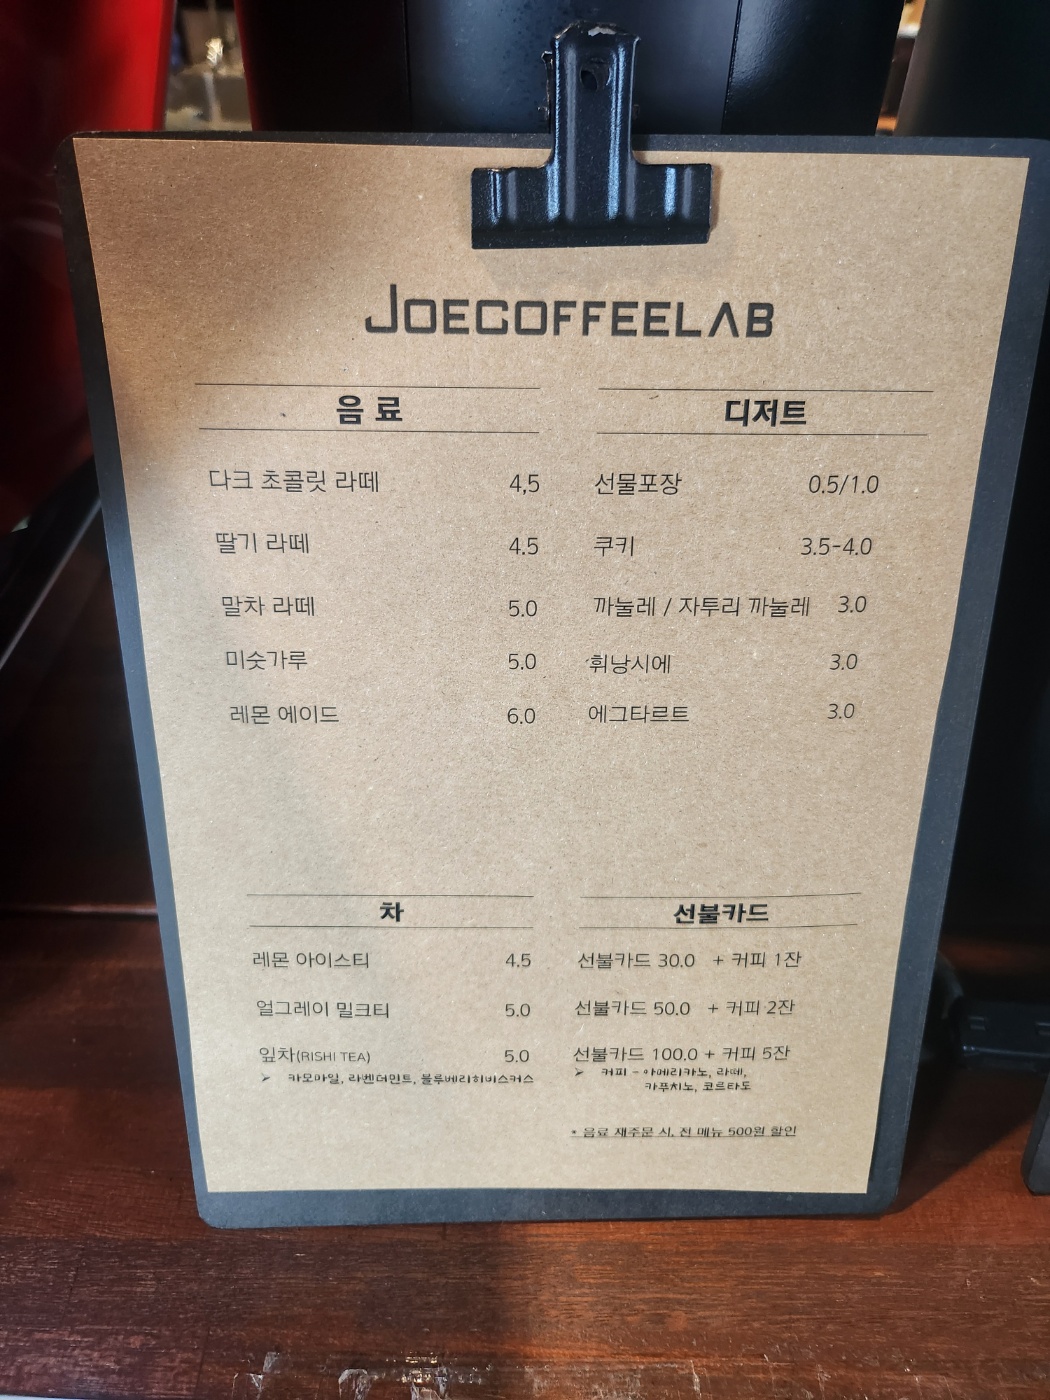 JOECOFFEELAB
음 료
다크 초콜릿 라떼 4,5
딸기 라떼 4.5
말차 라떼 5.0
미숫가루 5.0
레몬 에이드 6.0
디저트
선물포장 0.5/1.0
쿠키 3.5-4.0
까눌레 / 자투리 까눌레 3.0
휘낭시에 3.0
에그타르트 3.0
차
레몬 아이스티 4.5
얼그레이 밀크티 5.0
잎차(RISHI TEA) 5.0
➢ 카모마일, 라벤더민트, 블루베리히비스커스
선불카드
선불카드 30.0 + 커피 1잔
선불카드 50.0 + 커피 2잔
선불카드 100.0 + 커피 5잔
➢ 커피 - 아메리카노, 라떼,
카푸치노, 코르타도
* 음료 재주문 시, 전 메뉴 500원 할인